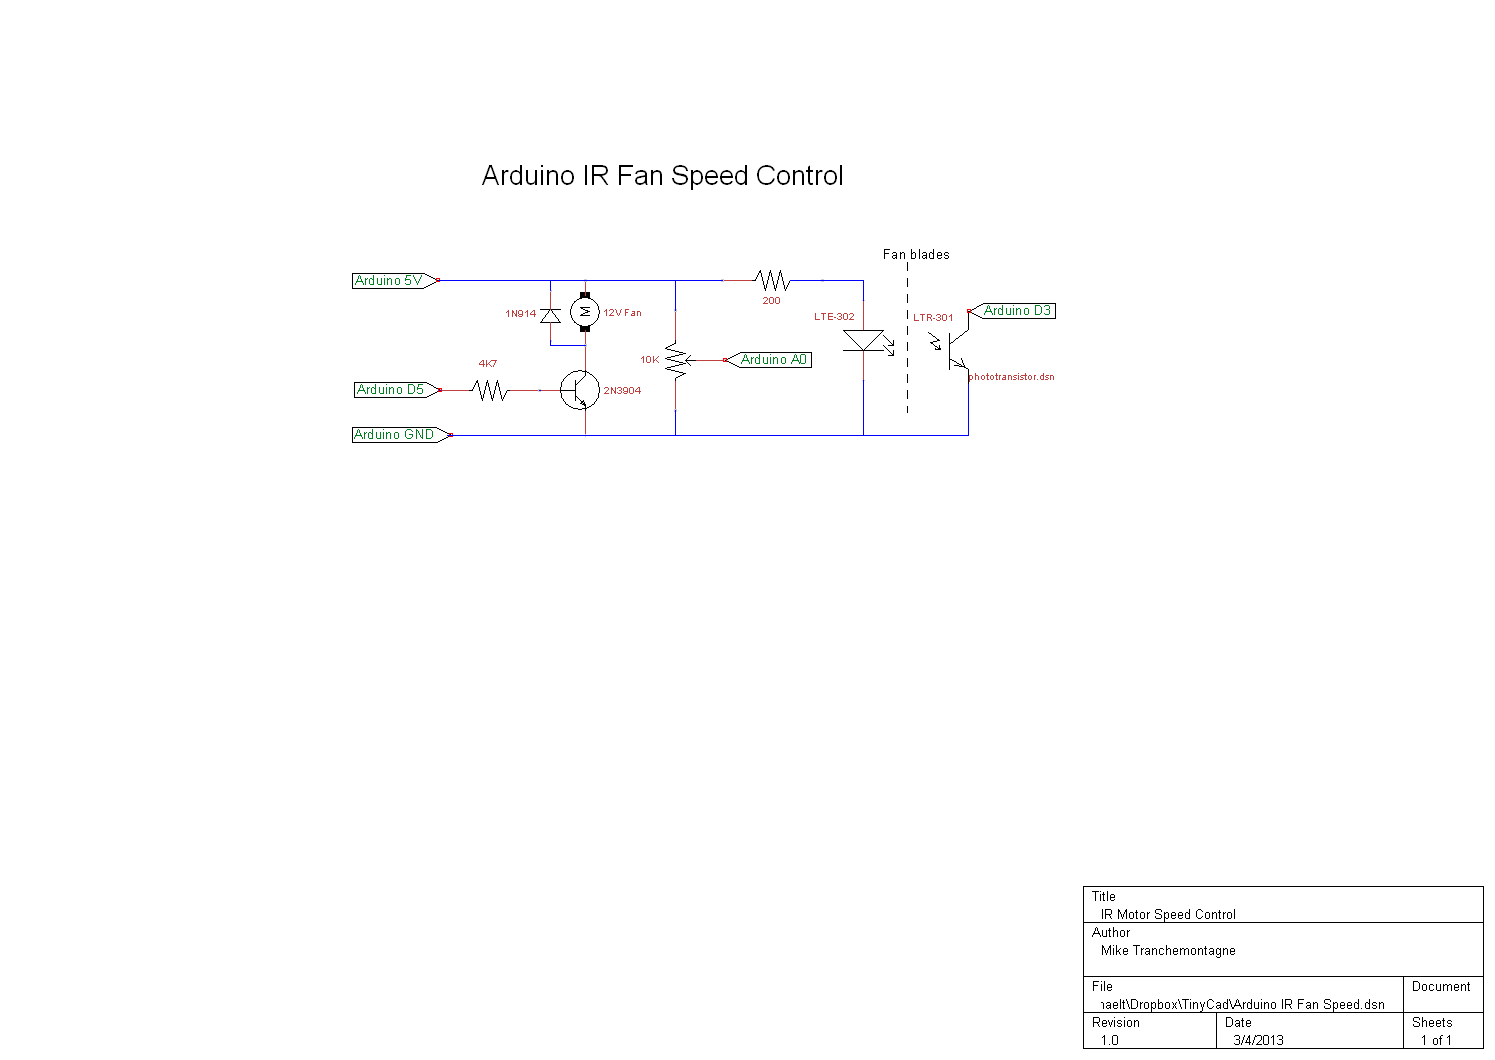 Arduino IR Fan Speed Control
Fan blades
Arduino 5V
Arduino D3
200
1N914
M
12V Fan
LTE-302
LTR-301
10K
Arduino A0
4K7
phototransistor.dsn
Arduino D5
2N3904
Arduino GND
Title
IR Motor Speed Control
Author
Mike Tranchemontagne
File
Document
haelt\Dropbox\TinyCad\Arduino IR Fan Speed.dsn
Revision
Date
Sheets
1.0
3/4/2013
1 of 1